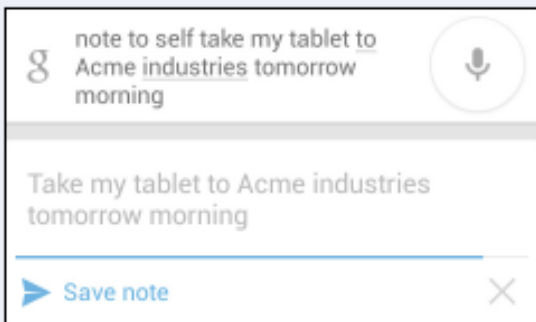 g
note to self take my tablet to
Acme industries tomorrow
morning
Take my tablet to Acme industries
tomorrow morning
Save note